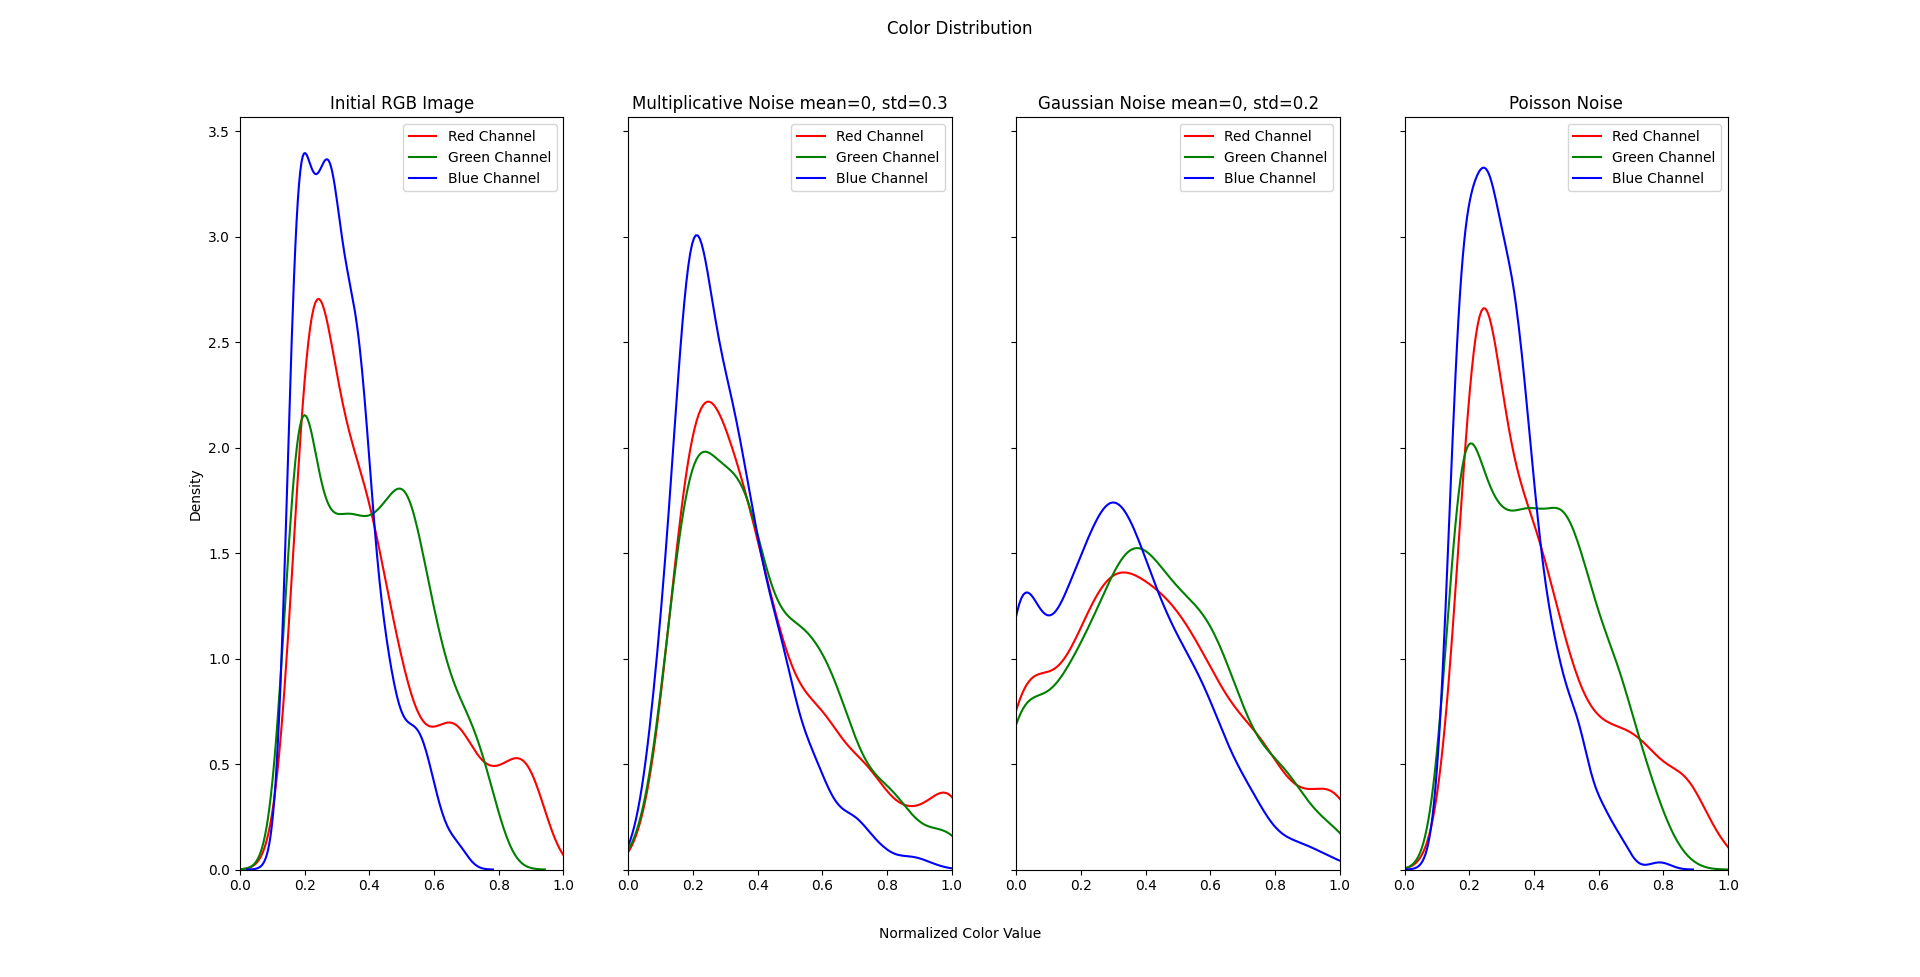 Color Distribution
Initial RGB Image
Multiplicative Noise mean=0, std=0.3
Gaussian Noise mean=0, std=0.2
Poisson Noise
Red Channel
Green Channel
Blue Channel
Red Channel
Green Channel
Blue Channel
Red Channel
Green Channel
Blue Channel
Red Channel
Green Channel
Blue Channel
3.5
3.0
2.5
2.0
1.5
1.0
0.5
0.0
Density
0.0 0.2 0.4 0.6 0.8 1.0
0.0 0.2 0.4 0.6 0.8 1.0
0.0 0.2 0.4 0.6 0.8 1.0
0.0 0.2 0.4 0.6 0.8 1.0
Normalized Color Value